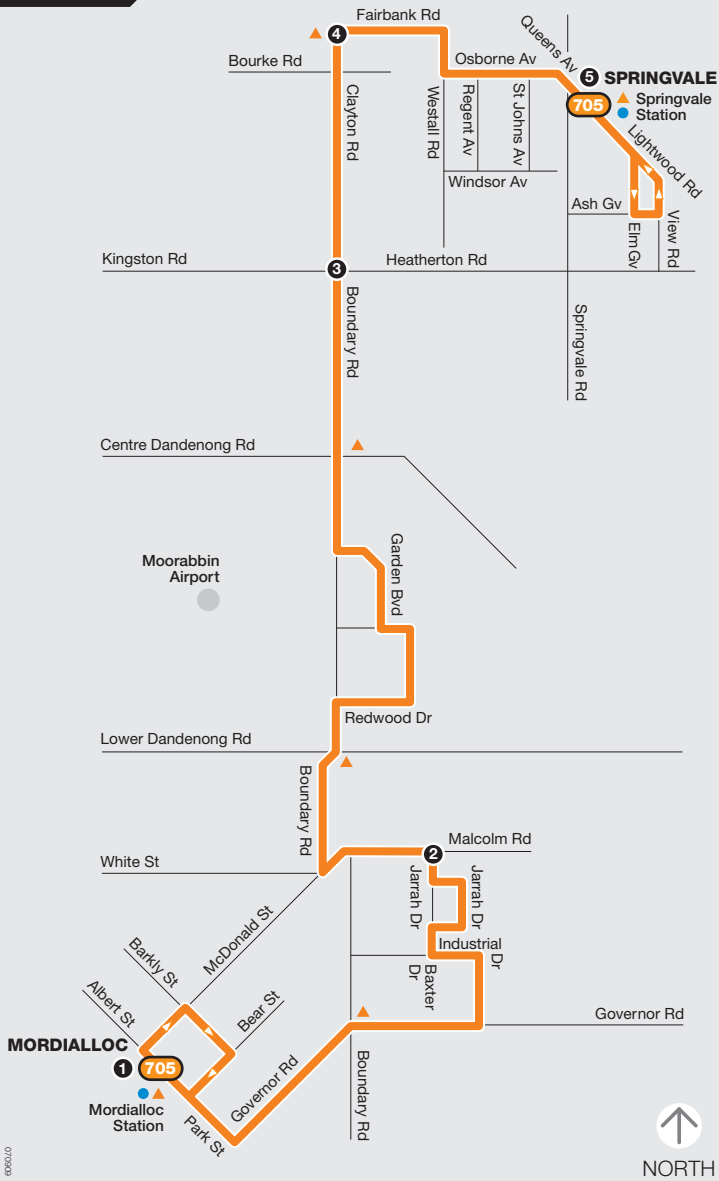 Fairbank Rd
4
Queens Av
Bourke Rd
Osborne Av
5 SPRINGVALE
705
Springvale
Station
Clayton Rd
Westall Rd
Regent Av
St Johns Av
Lightwood Rd
Windsor Av
Ash Gv
Elm Gv
View Rd
Kingston Rd
3
Heatherton Rd
Boundary Rd
Springvale Rd
Centre Dandenong Rd
Moorabbin
Airport
Garden Bvd
Redwood Dr
Lower Dandenong Rd
Boundary Rd
Malcolm Rd
2
White St
Jarrah Dr
Jarrah Dr
McDonald St
Industrial Dr
Barkly St
Baxter
Dr
Albert St
Bear St
Governor Rd
MORDIALLOC
1 705
Mordialloc
Station
Governor Rd
Boundary Rd
Park St
NORTH
070909